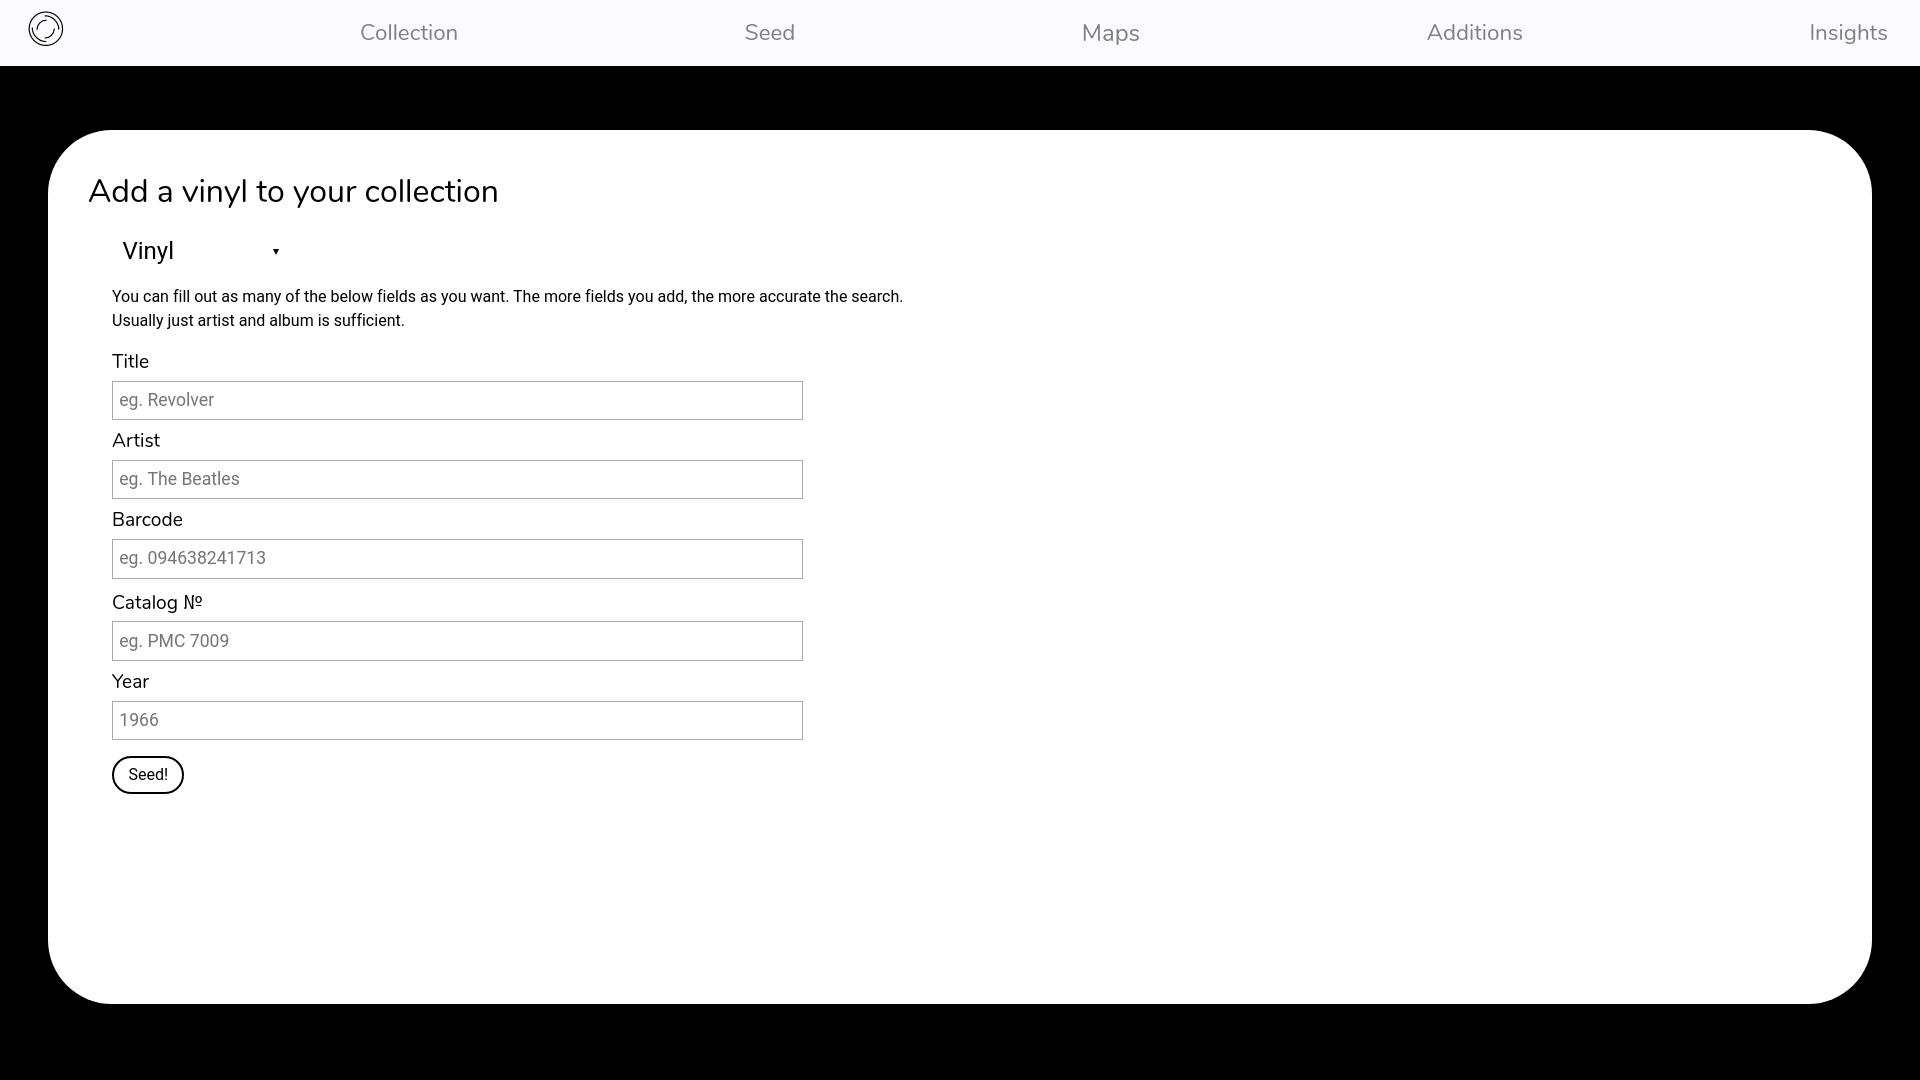 Collection Seed Maps Additions Insights
Add a vinyl to your collection
Vinyl
You can fill out as many of the below fields as you want. The more fields you add, the more accurate the search.
Usually just artist and album is sufficient.
Title
eg. Revolver
Artist
eg. The Beatles
Barcode
eg. 094638241713
Catalog №
eg. PMC 7009
Year
1966
Seed!